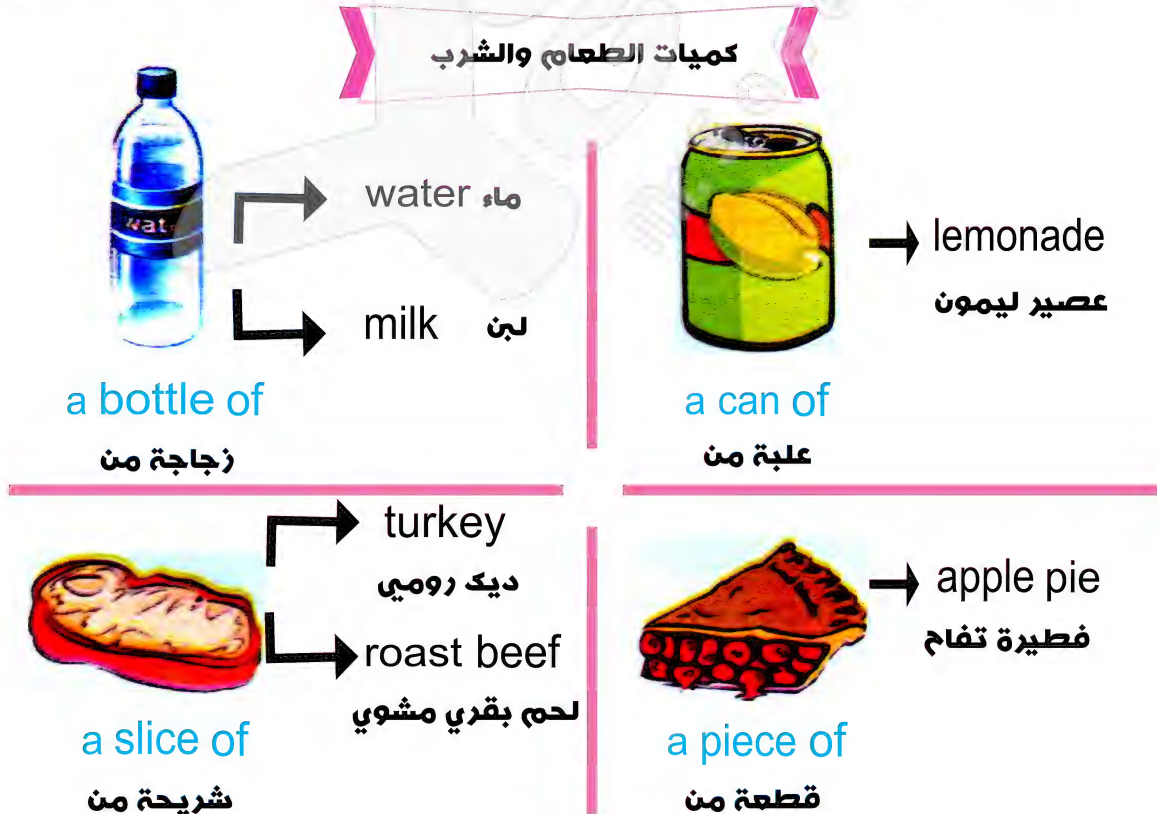 كميات الطعام والشرب
wat
water ماء
milk لبن
a bottle of
زجاجة من
lemonade
عصير ليمون
a can of
علبة من
turkey
ديك رومي
roast beef
لحم بقري مشوي
a slice of
شريحة من
apple pie
فطيرة تفاح
a piece of
قطعة من